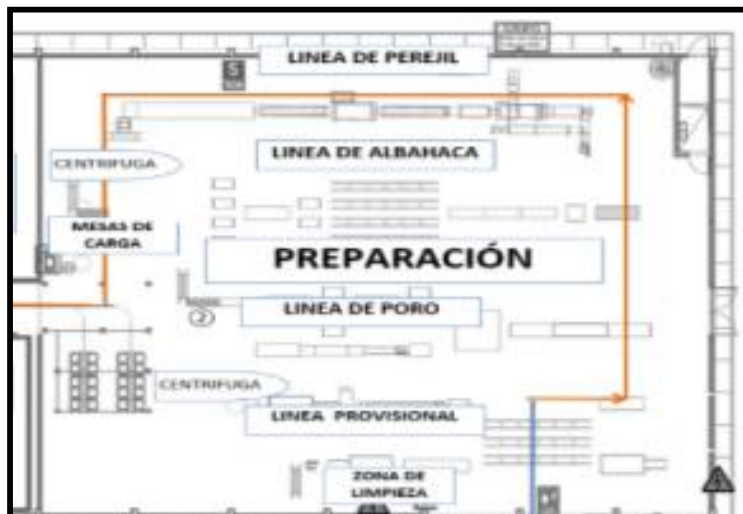 LINEA DE PEREJIL
LINEA DE ALBAHACA
CENTRIFUGA
MESAS DE
CARGA
PREPARACIÓN
LINEA DE PORO
2
CENTRIFUGA
LINEA PROVISIONAL
ZONA DE
LIMPIEZA